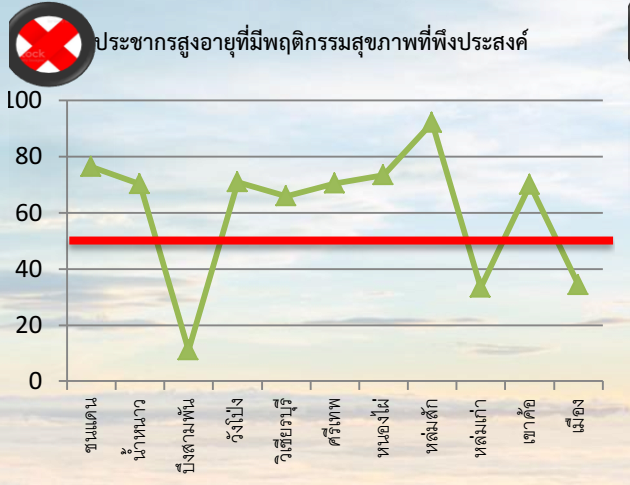 ประชากรสูงอายุที่มีพฤติกรรมสุขภาพที่พึงประสงค์
100
80
60
40
20
0
ชนแดน
น้ำหนาว
บึงสามพัน
วังโป่ง
วิเชียรบุรี
ศรีเทพ
หนองไผ่
หล่มสัก
หล่มเก่า
เขาค้อ
เมือง